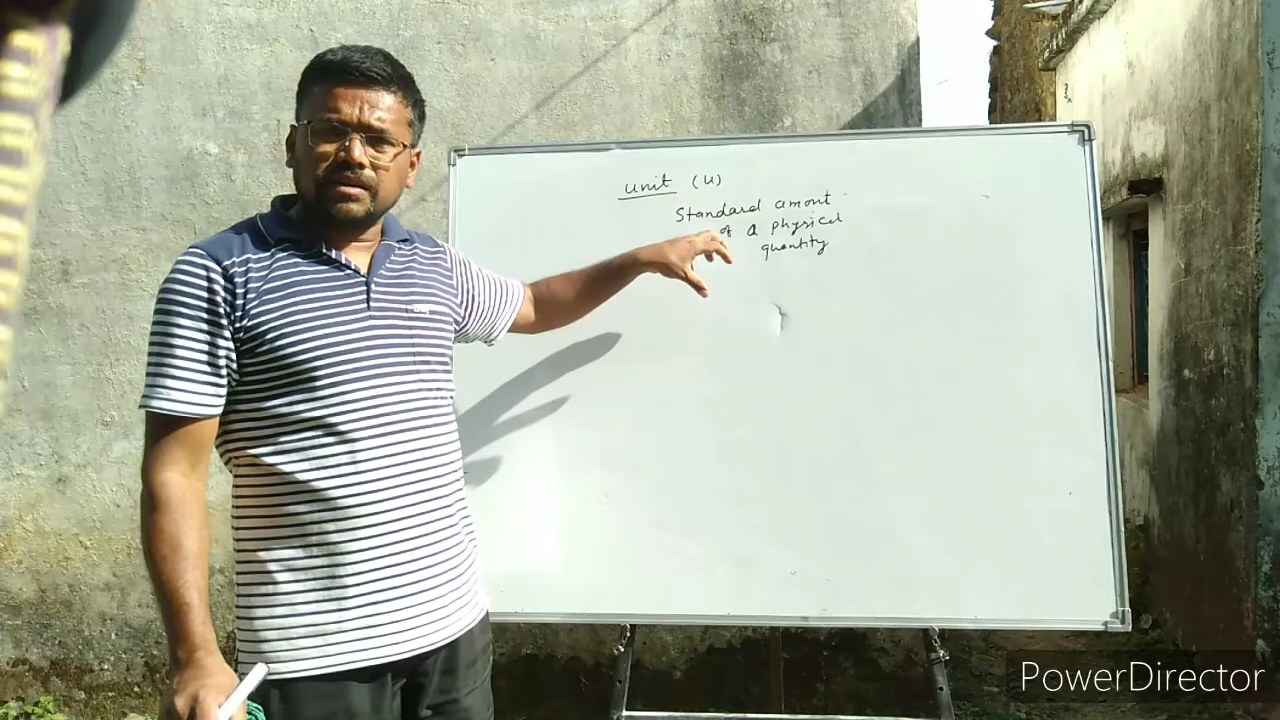 unit (u)
Standard amont
of a physical
quantity
PowerDirector